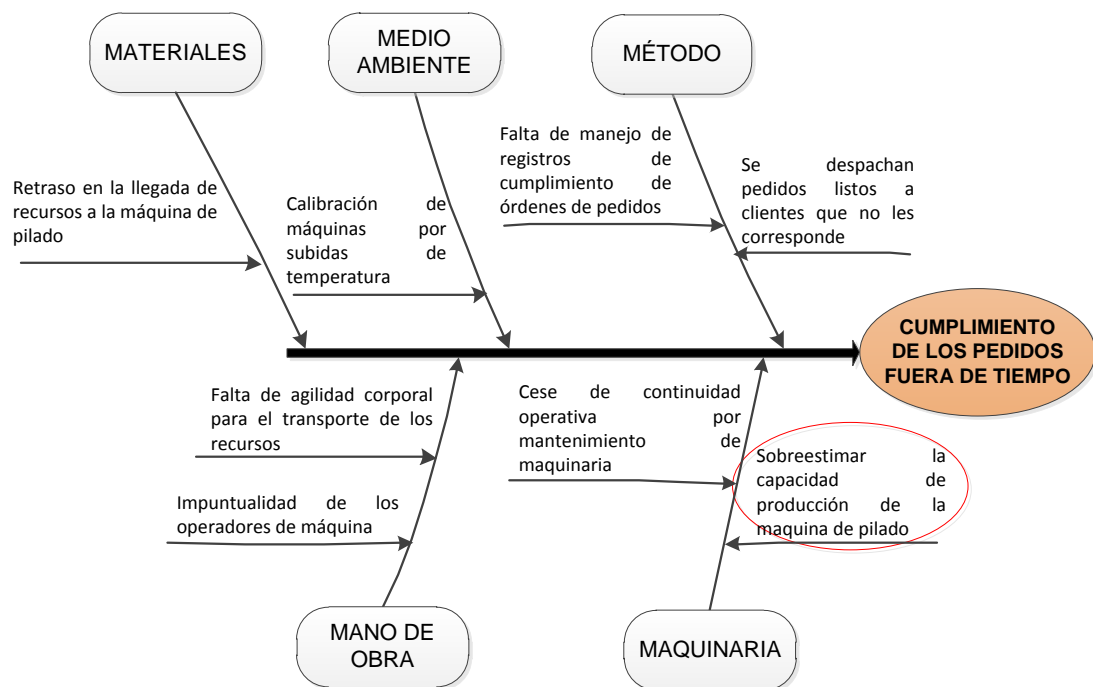 MATERIALES
MEDIO
AMBIENTE
MÉTODO
Retraso en la llegada de
recursos a la máquina de
pilado
Calibración de
máquinas por
subidas de
temperatura
Falta de manejo de
registros de
cumplimiento de
órdenes de pedidos
Se despachan
pedidos listos a
clientes que no les
corresponde
CUMPLIMIENTO
DE LOS PEDIDOS
FUERA DE TIEMPO
Falta de agilidad corporal
para el transporte de los
recursos
Impuntualidad de los
operadores de máquina
Cese de continuidad
operativa por
mantenimiento de
maquinaria
Sobreestimar la
capacidad de
producción de la
maquina de pilado
MANO DE
OBRA
MAQUINARIA